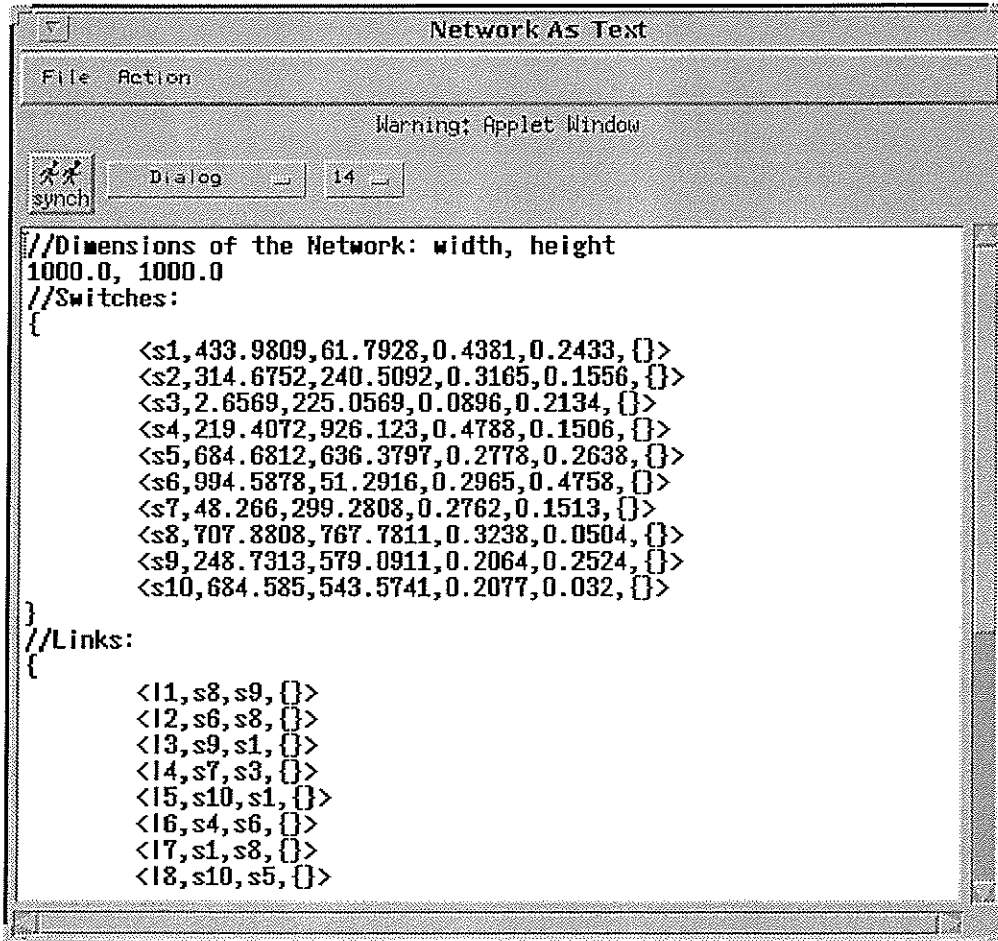 Network As Text
File Action
Warning: Applet Window
synch Dialog 14
//Dimensions of the Network: width, height
1000.0, 1000.0
//Switches:
{
<s1,433.9809,61.7928,0.4381,0.2433,{}>
<s2,314.6752,240.5092,0.3165,0.1556,{}>
<s3,2.6569,225.0569,0.0896,0.2134,{}>
<s4,219.4072,926.123,0.4788,0.1506,{}>
<s5,684.6812,636.3797,0.2778,0.2638,{}>
<s6,994.5878,51.2916,0.2965,0.4758,{}>
<s7,48.266,299.2808,0.2762,0.1513,{}>
<s8,707.8808,767.7811,0.3238,0.0504,{}>
<s9,248.7313,579.0911,0.2064,0.2524,{}>
<s10,684.585,543.5741,0.2077,0.032,{}>
}
//Links:
{
<l1,s8,s9,{}>
<l2,s6,s8,{}>
<l3,s9,s1,{}>
<l4,s7,s3,{}>
<l5,s10,s1,{}>
<l6,s4,s6,{}>
<l7,s1,s8,{}>
<l8,s10,s5,{}>